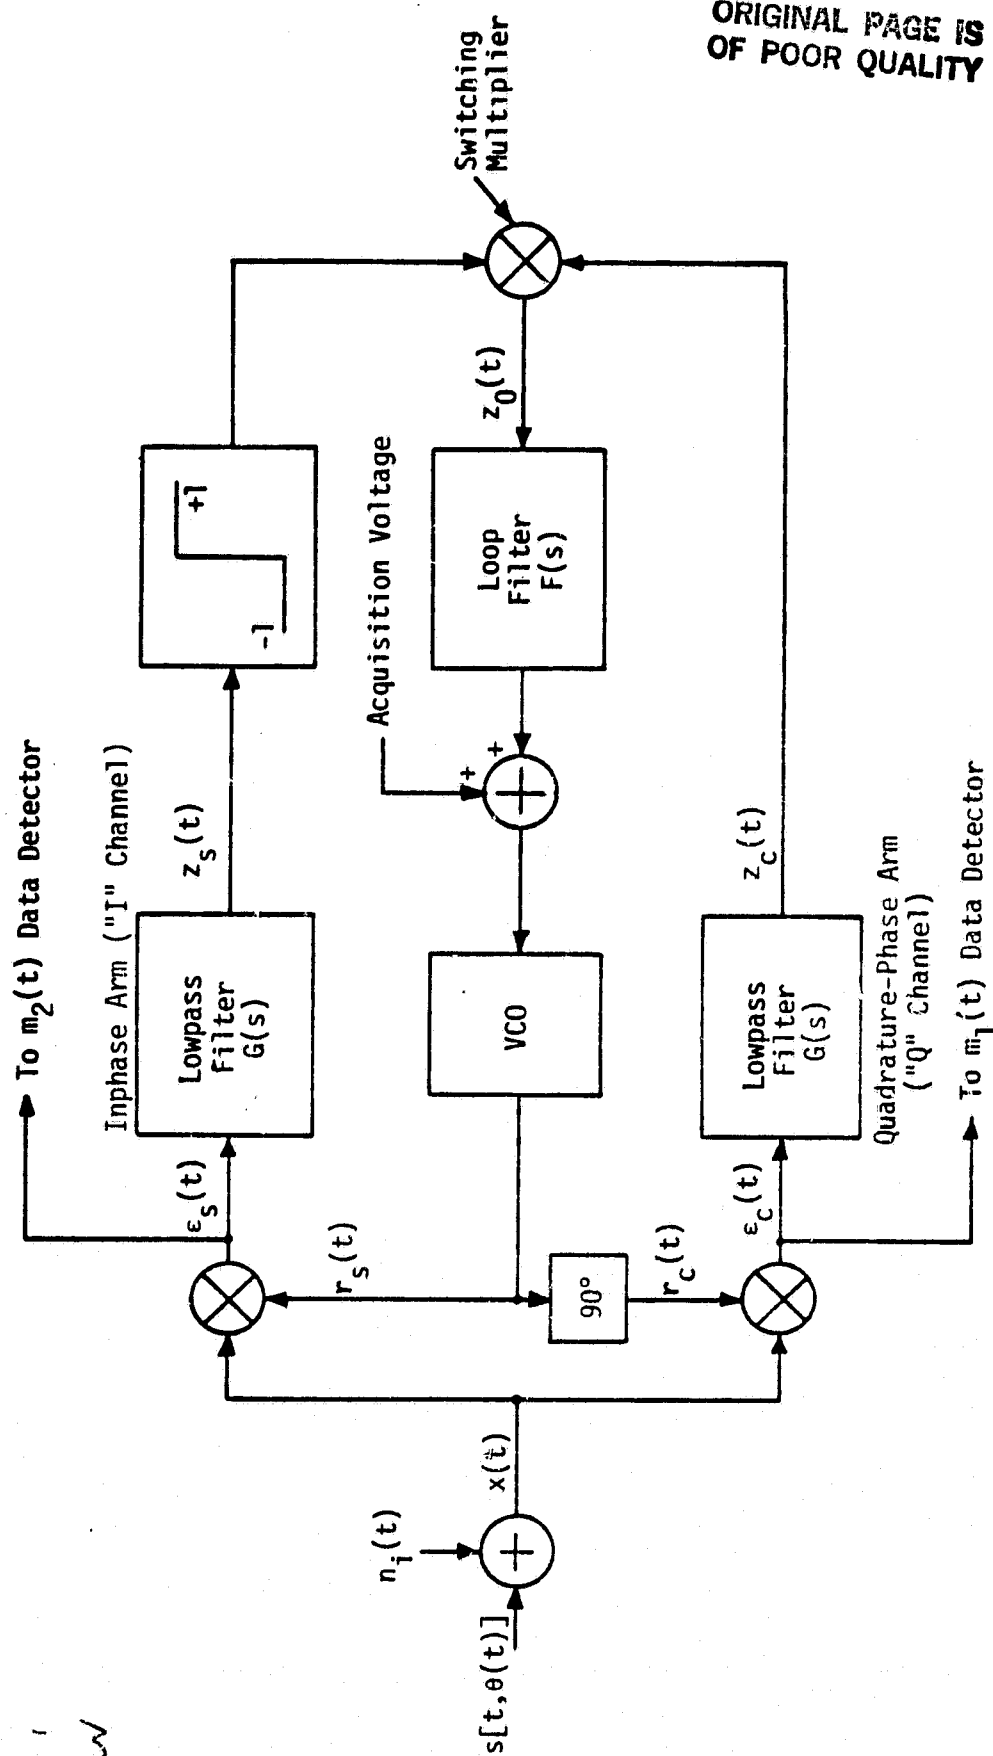 ORIGINAL PAGE IS
OF POOR QUALITY
To m2(t) Data Detector
Inphase Arm ("I" Channel)
εs(t)
Lowpass
Filter
G(s)
zs(t)
-1
+1
Switching
Multiplier
Acquisition Voltage
ni(t)
s[t,θ(t)]
+
x(t)
rs(t)
90°
rc(t)
VCO
+
+
+
Loop
Filter
F(s)
z0(t)
εc(t)
Lowpass
Filter
G(s)
zc(t)
Quadrature-Phase Arm
("Q" Channel)
To m1(t) Data Detector